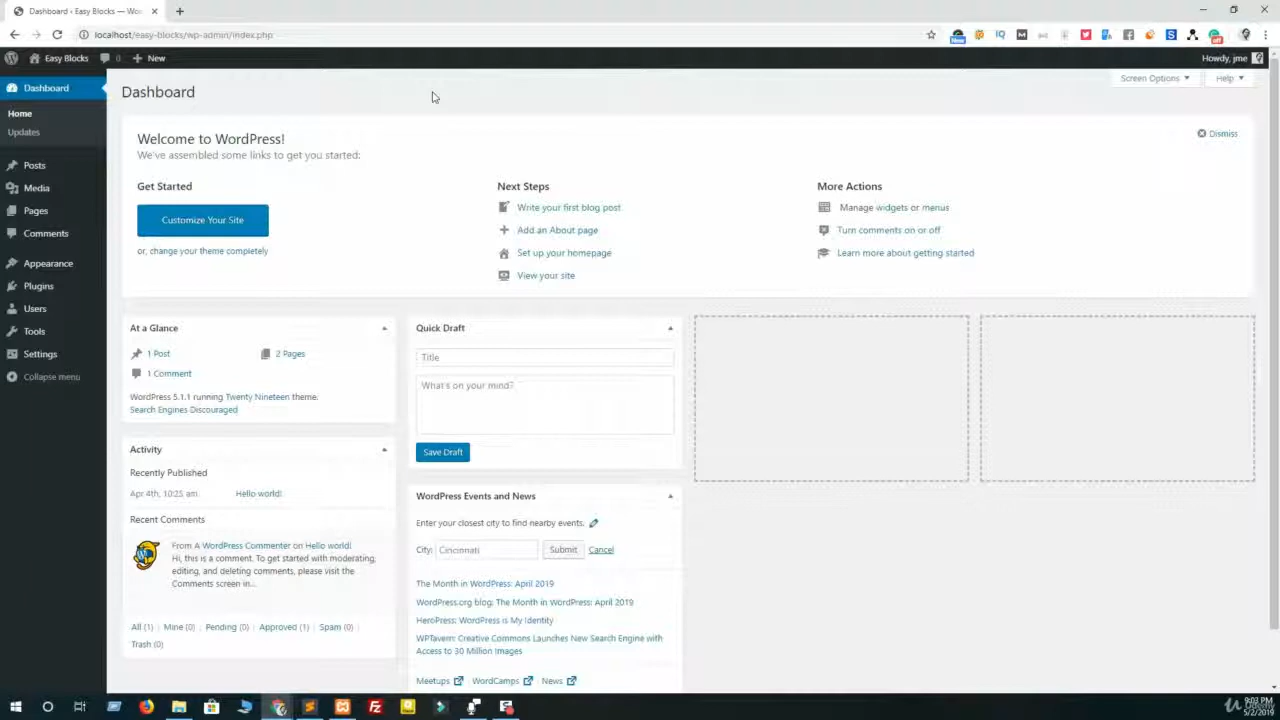 Dashboard ‹ Easy Blocks — Wor
localhost/easy-blocks/wp-admin/index.php
Easy Blocks
0
New
Howdy, jme
Dashboard
Home
Updates
Posts
Media
Pages
Comments
Appearance
Plugins
Users
Tools
Settings
Collapse menu
Dashboard
Screen Options
Help
Welcome to WordPress!
We've assembled some links to get you started:
Dismiss
Get Started
Customize Your Site
or, change your theme completely
Next Steps
Write your first blog post
Add an About page
Set up your homepage
View your site
More Actions
Manage widgets or menus
Turn comments on or off
Learn more about getting started
At a Glance
1 Post
2 Pages
1 Comment
WordPress 5.1.1 running Twenty Nineteen theme.
Search Engines Discouraged
Activity
Recently Published
Apr 4th, 10:25 am
Hello world!
Recent Comments
From A WordPress Commenter on Hello world!
Hi, this is a comment. To get started with moderating,
editing, and deleting comments, please visit the
Comments screen in...
All (1) | Mine (0) | Pending (0) | Approved (1) | Spam (0) |
Trash (0)
Quick Draft
Title
What's on your mind?
Save Draft
WordPress Events and News
Enter your closest city to find nearby events.
City:
Cincinnati
Submit
Cancel
The Month in WordPress: April 2019
WordPress.org blog: The Month in WordPress: April 2019
HeroPress: WordPress is My Identity
WPTavern: Creative Commons Launches New Search Engine with
Access to 30 Million Images
Meetups
WordCamps
News
9:03 PM
5/2/2019